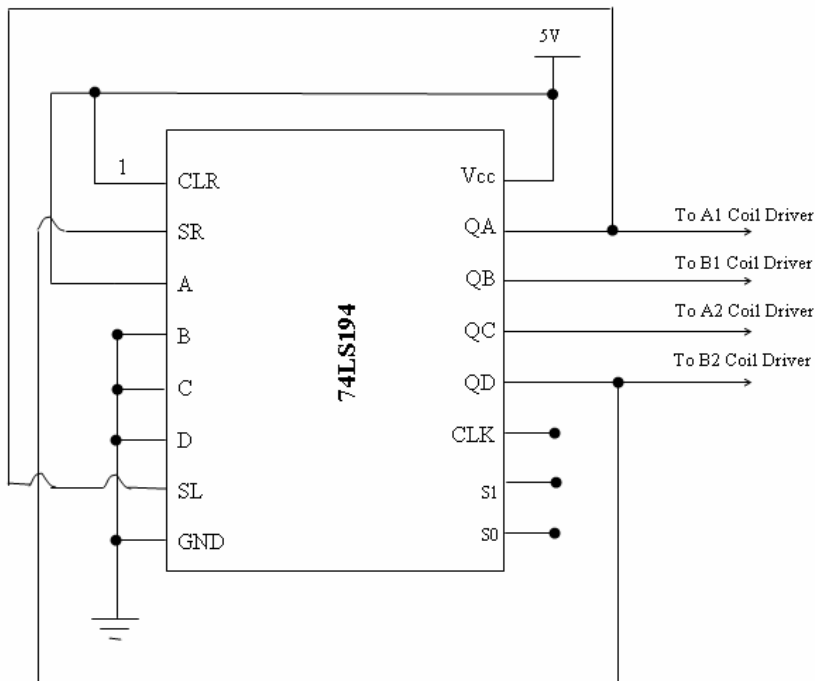 5V
1
CLR
Vcc
SR
QA
To A1 Coil Driver
A
QB
To B1 Coil Driver
B
QC
To A2 Coil Driver
74LS194
C
QD
To B2 Coil Driver
D
CLK
SL
S1
GND
S0